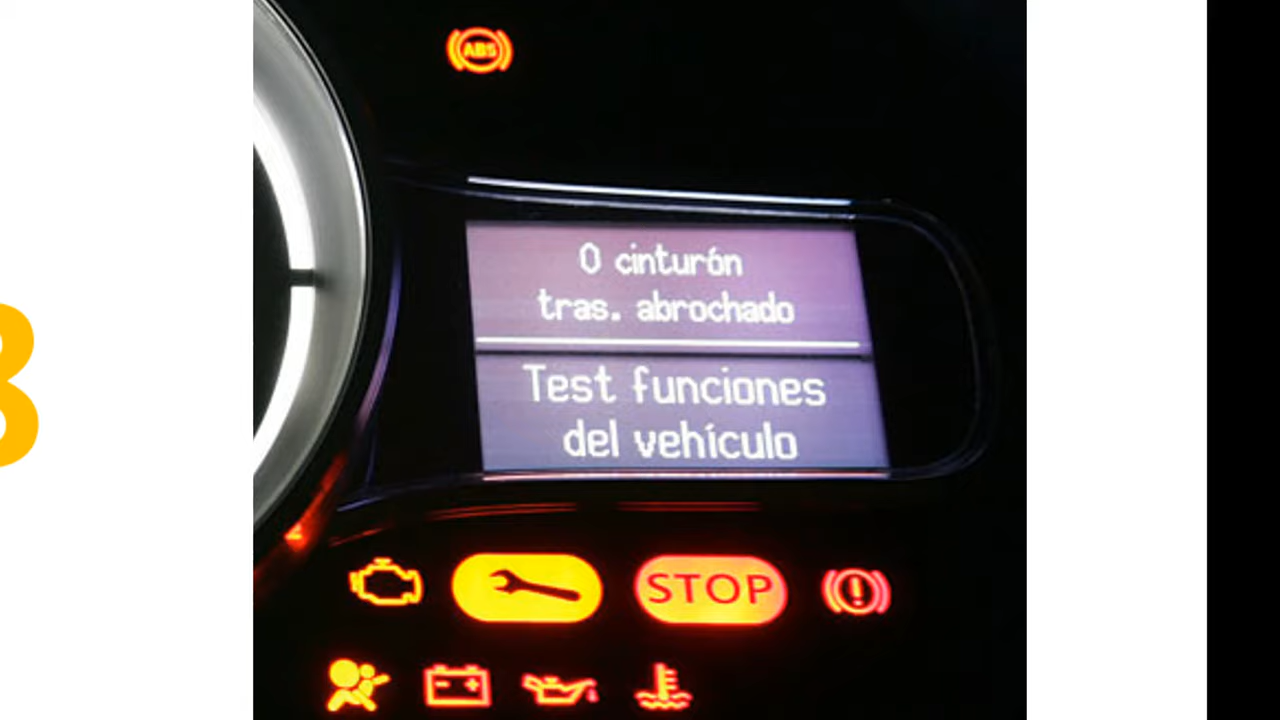 ABS
0 cinturón
tras. abrochado
Test funciones
del vehículo
STOP